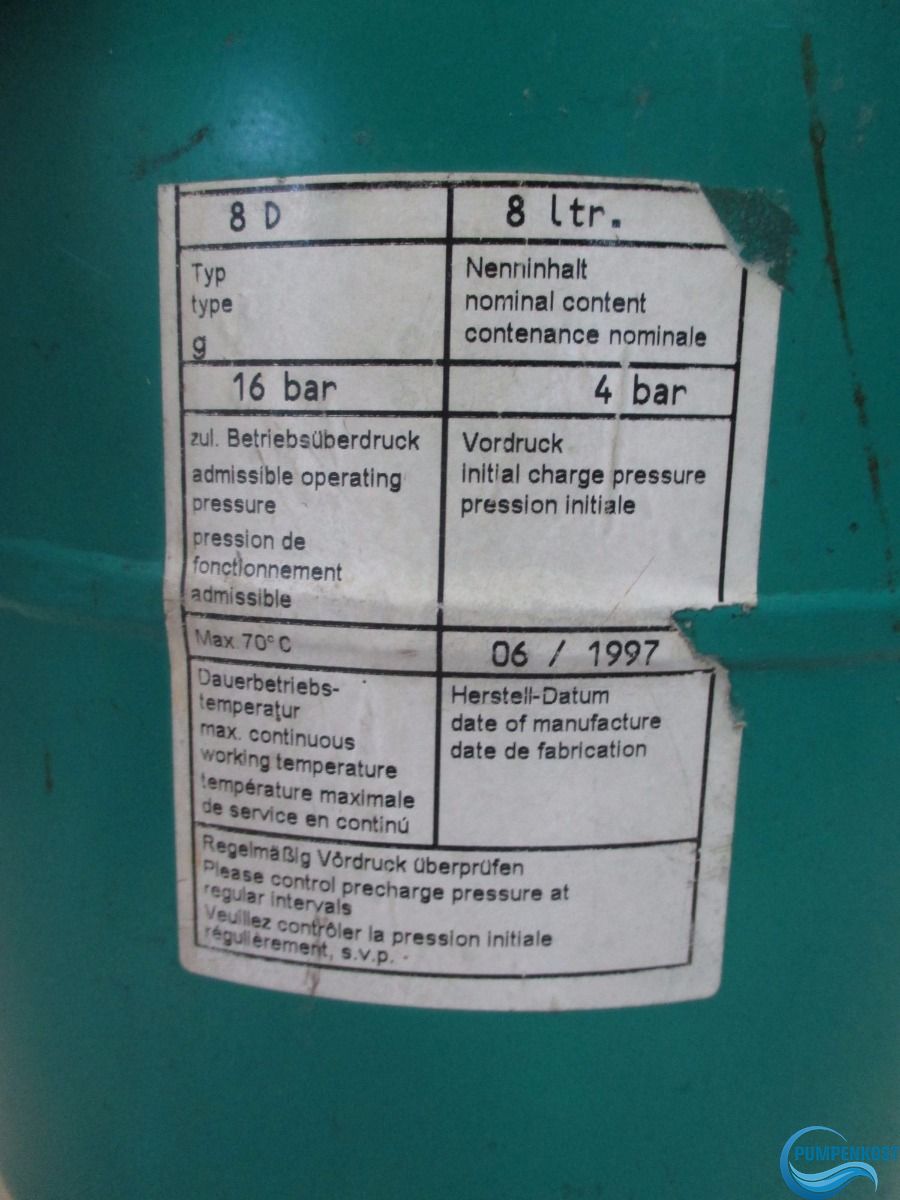 8 D
8 ltr.
Typ
type
g
Nenninhalt
nominal content
contenance nominale
16 bar
4 bar
zul. Betriebsüberdruck
admissible operating
pressure
pression de
fonctionnement
admissible
Vordruck
initial charge pressure
pression initiale
Max.70°C
06 / 1997
Dauerbetriebs-
temperatur
max. continuous
working temperature
température maximale
de service en continú
Herstell-Datum
date of manufacture
date de fabrication
Regelmäßig Vordruck überprüfen
Please control precharge pressure at
regular intervals
Veuillez contrôler la pression initiale
régulièrement, s.v.p.
PUMPENKOST